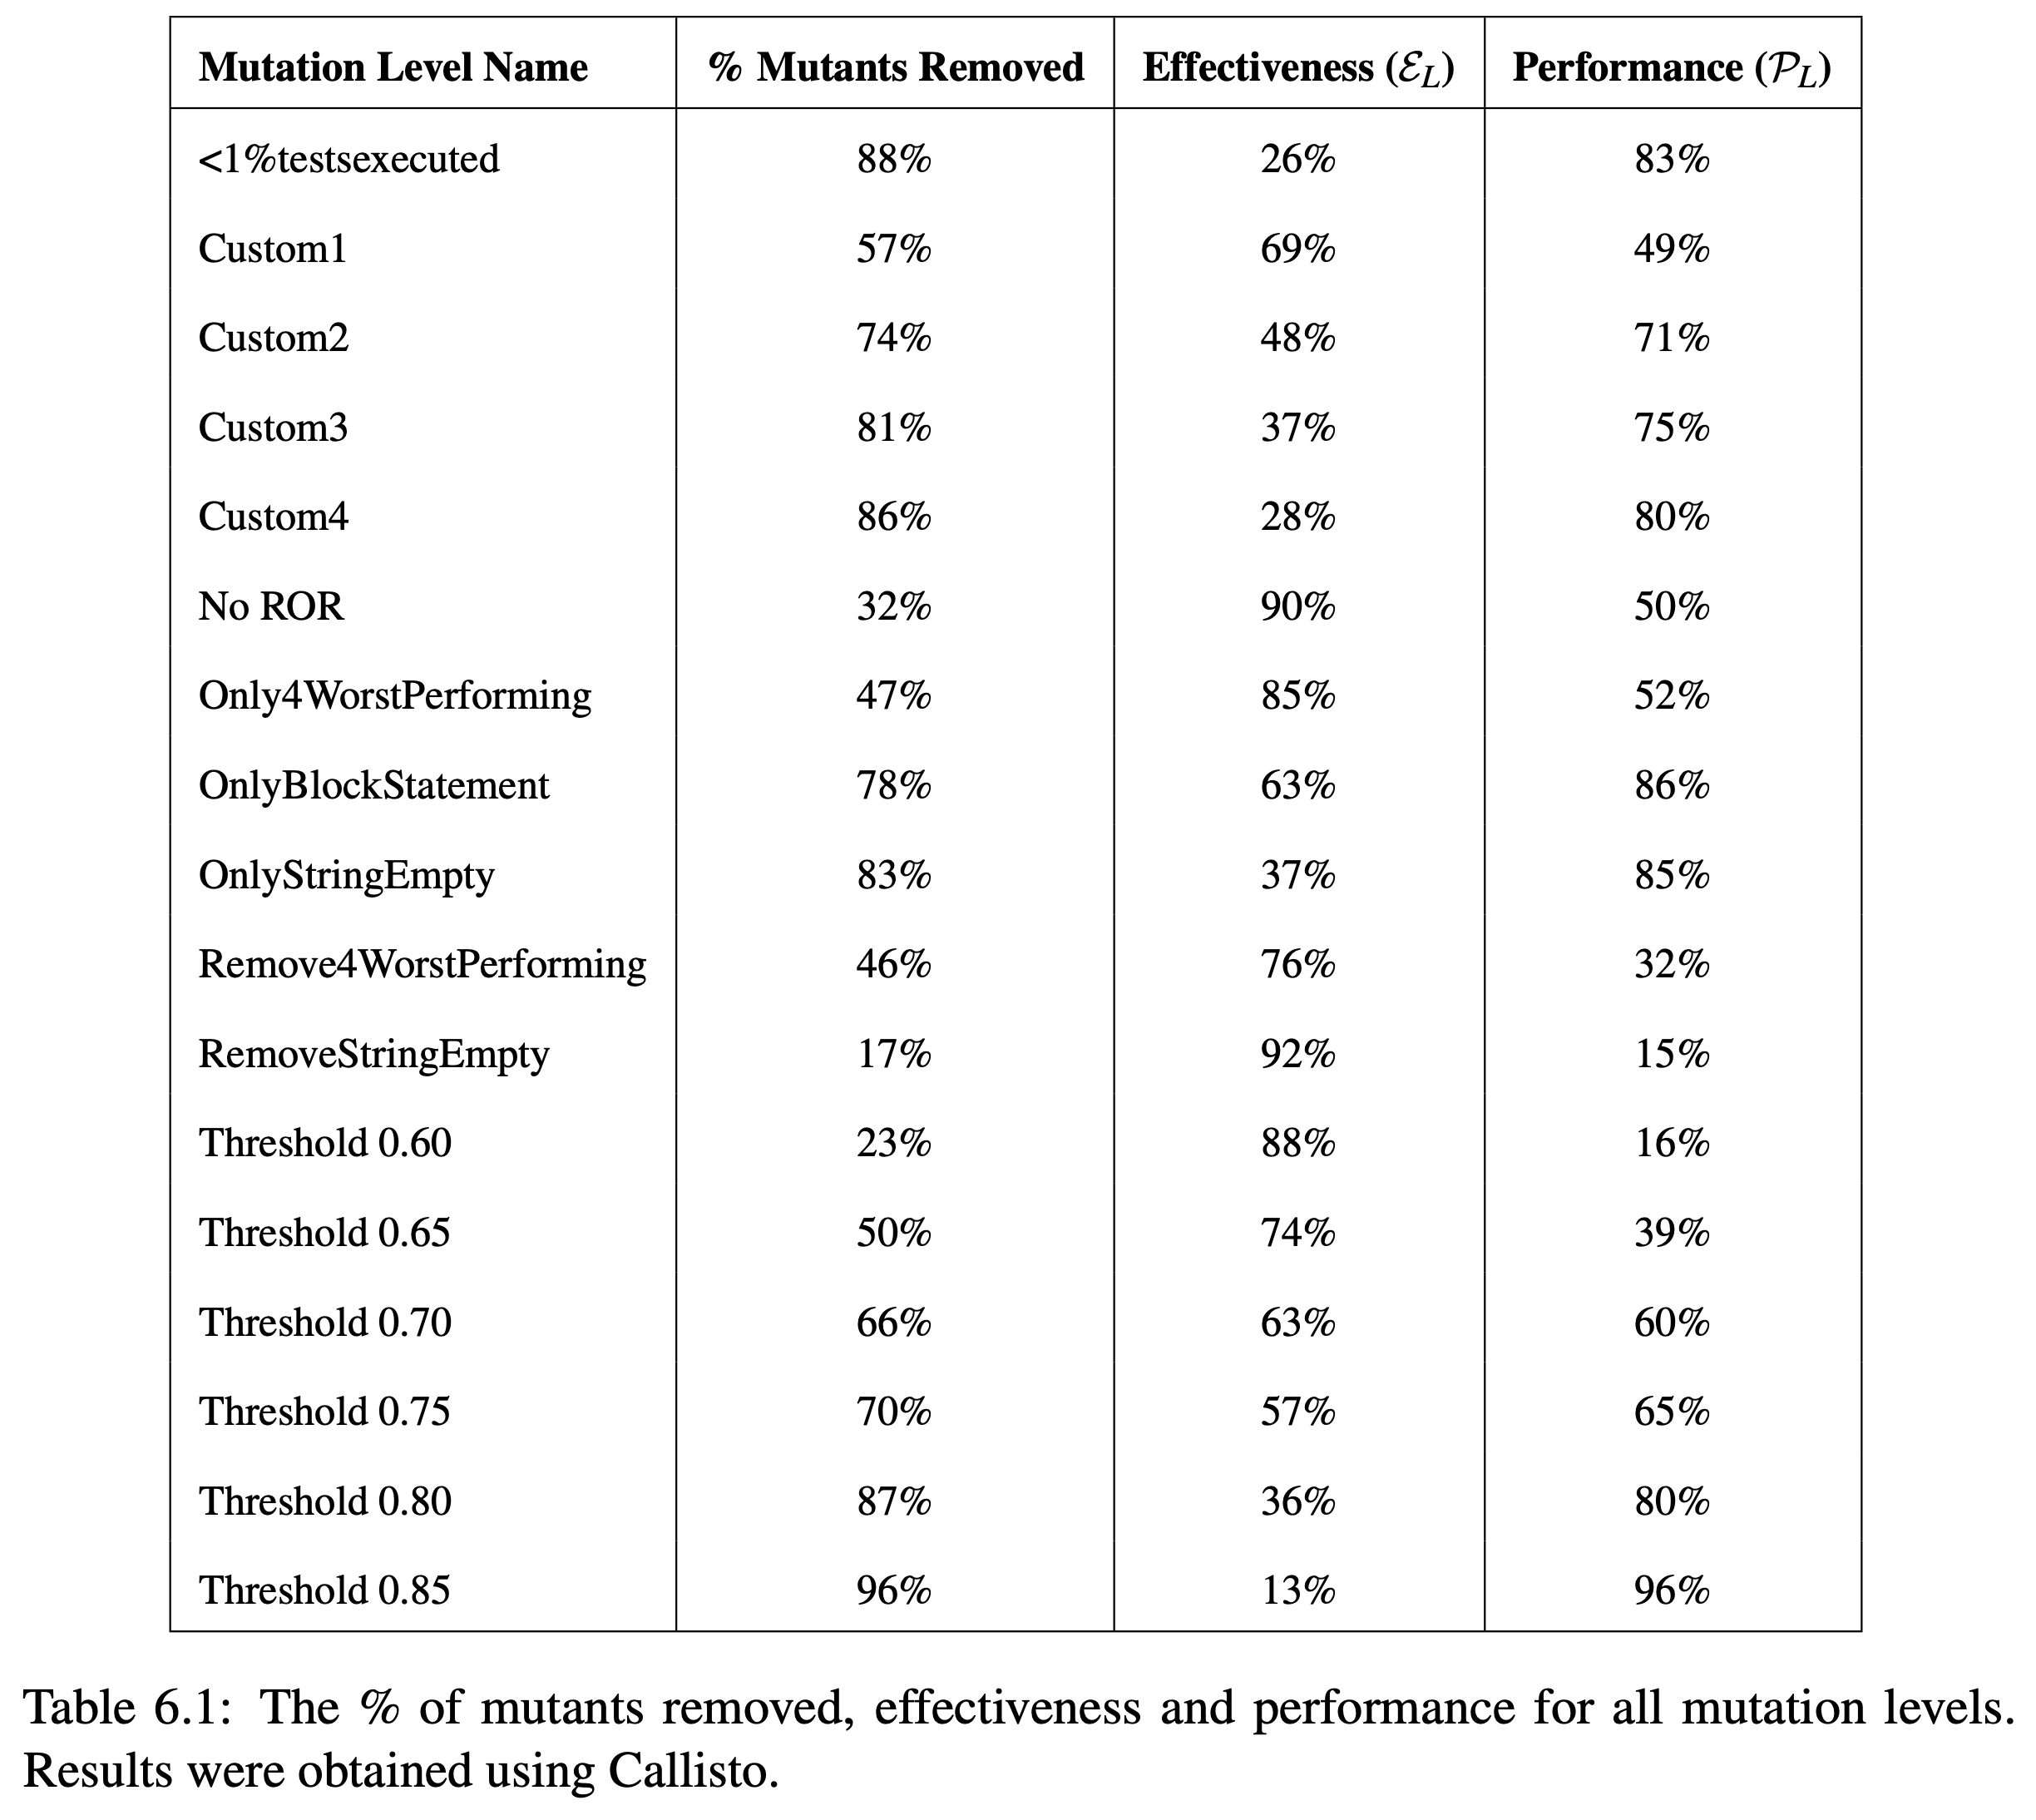 Mutation Level Name % Mutants Removed Effectiveness (ℰL) Performance (𝒫L)
<1%testsexecuted 88% 26% 83%
Custom1 57% 69% 49%
Custom2 74% 48% 71%
Custom3 81% 37% 75%
Custom4 86% 28% 80%
No ROR 32% 90% 50%
Only4WorstPerforming 47% 85% 52%
OnlyBlockStatement 78% 63% 86%
OnlyStringEmpty 83% 37% 85%
Remove4WorstPerforming 46% 76% 32%
RemoveStringEmpty 17% 92% 15%
Threshold 0.60 23% 88% 16%
Threshold 0.65 50% 74% 39%
Threshold 0.70 66% 63% 60%
Threshold 0.75 70% 57% 65%
Threshold 0.80 87% 36% 80%
Threshold 0.85 96% 13% 96%
Table 6.1: The % of mutants removed, effectiveness and performance for all mutation levels.
Results were obtained using Callisto.